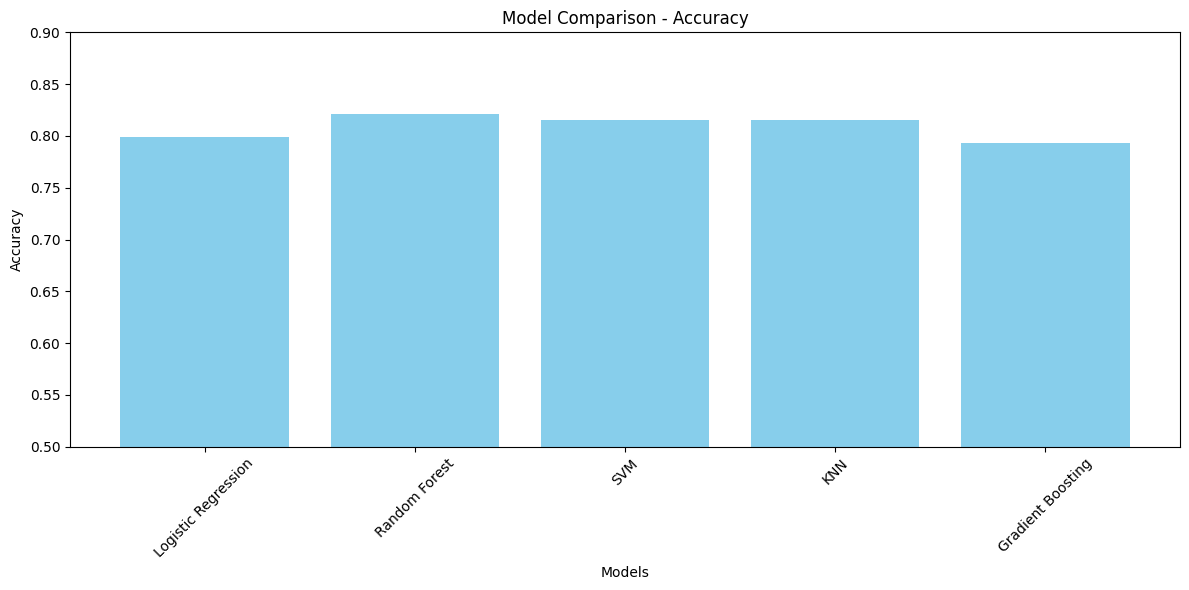 Model Comparison - Accuracy
0.90
0.85
0.80
0.75
0.70
0.65
0.60
0.55
0.50
Accuracy
Logistic Regression
Random Forest
SVM
KNN
Gradient Boosting
Models